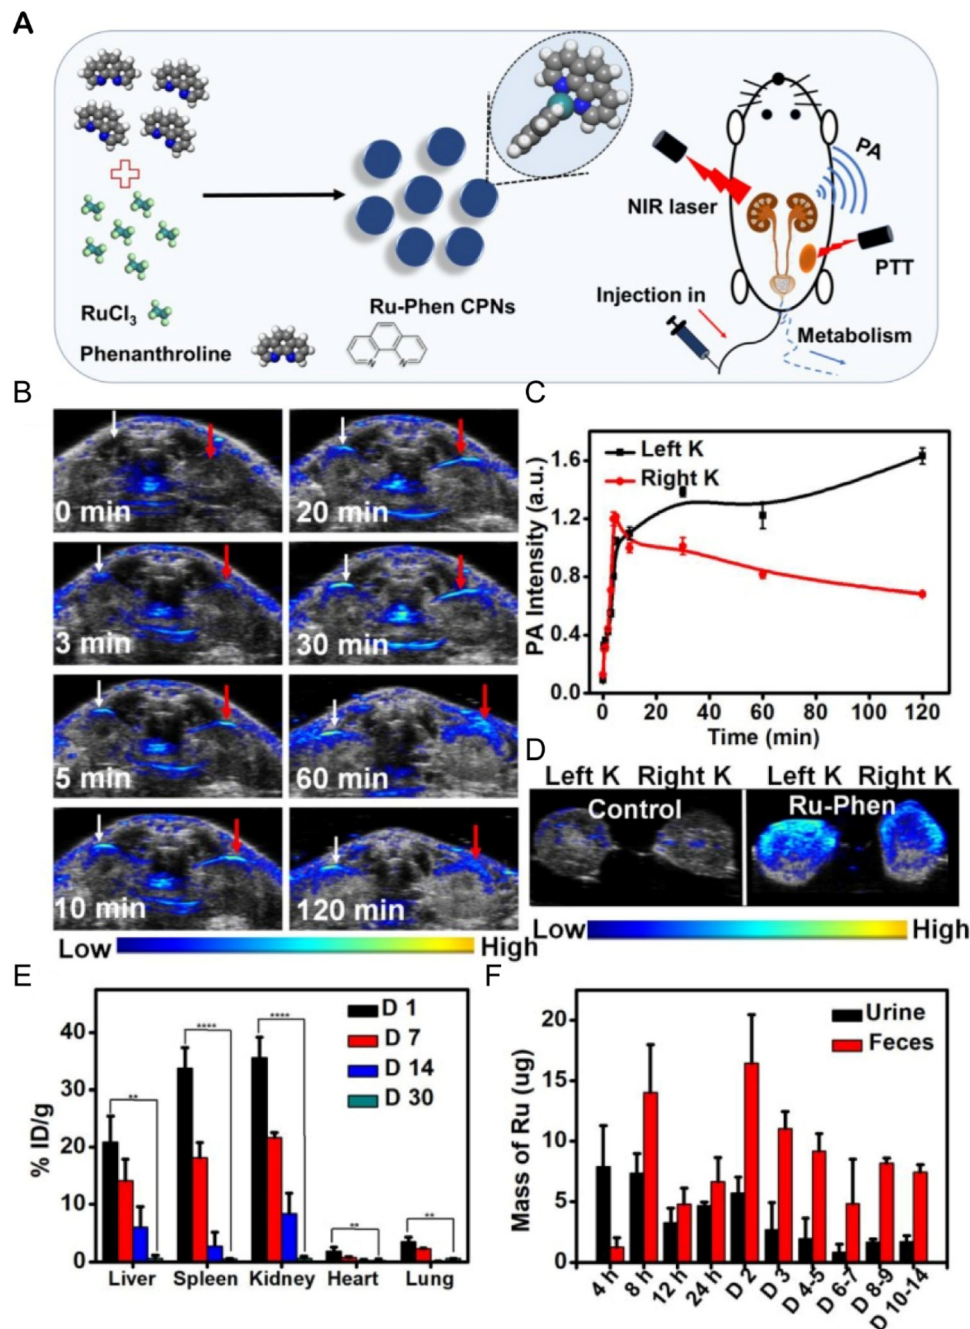 A
PA
NIR laser
PTT
RuCl3
Ru-Phen CPNs
Injection in
Phenanthroline
Metabolism
B
0 min
20 min
3 min
30 min
5 min
60 min
10 min
120 min
Low
High
C
Left K
Right K
PA Intensity (a.u.)
1.6
1.2
0.8
0.4
0.0
0 20 40 60 80 100 120
Time (min)
D
Left K Right K Left K Right K
Control
Ru-Phen
Low
High
E
% ID/g
40
30
20
10
0
D 1
D 7
D 14
D 30
**
****
****
**
**
Liver Spleen Kidney Heart Lung
F
Mass of Ru (ug)
20
15
10
5
0
Urine
Feces
4 h
8 h
12 h
24 h
D 2
D 3
D 4-5
D 6-7
D 8-9
D 10-14